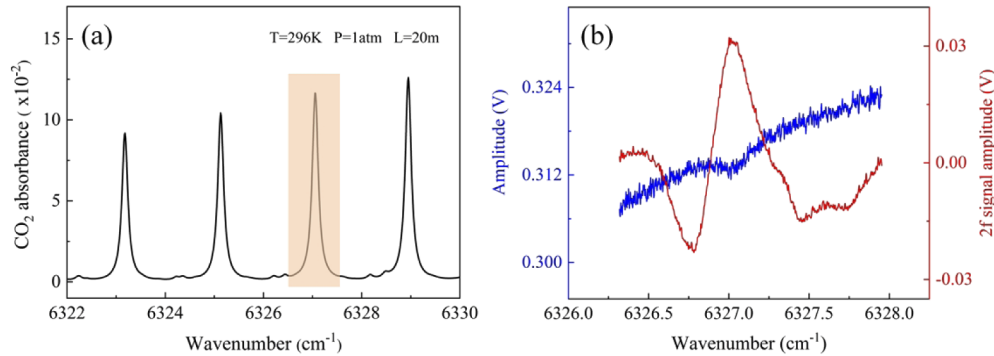 (a)
T=296K P=1atm L=20m
CO₂ absorbance ( x10⁻²)
15
10
5
0
6322 6324 6326 6328 6330
Wavenumber (cm⁻¹)
(b)
Amplitude (V)
0.324
0.312
0.300
6326.0 6326.5 6327.0 6327.5 6328.0
Wavenumber (cm⁻¹)
0.03
0.00
-0.03
2f signal amplitude (V)